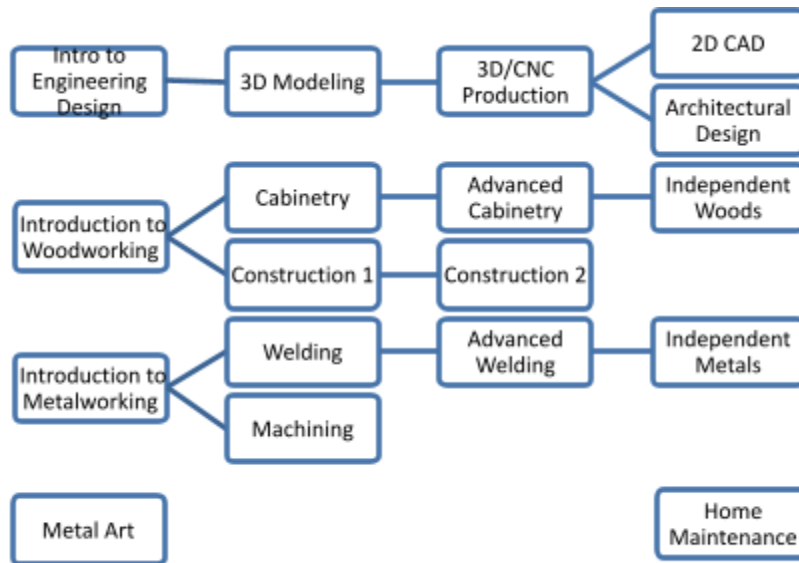 Intro to
Engineering
Design
3D Modeling
3D/CNC
Production
2D CAD
Architectural
Design
Introduction to
Woodworking
Cabinetry
Advanced
Cabinetry
Independent
Woods
Construction 1
Construction 2
Introduction to
Metalworking
Welding
Advanced
Welding
Independent
Metals
Machining
Metal Art
Home
Maintenance